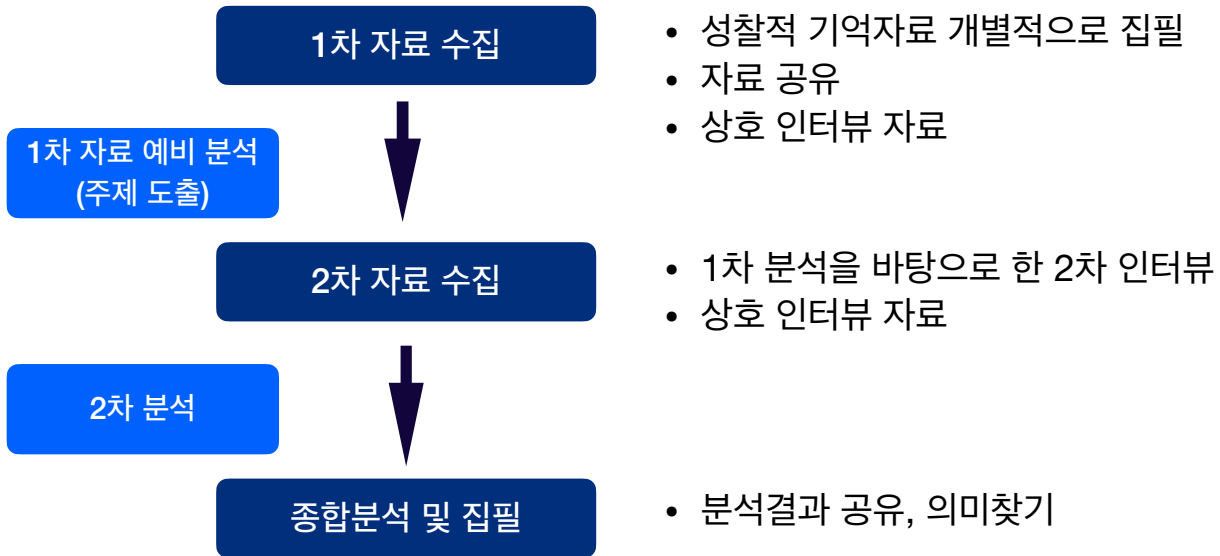 1차 자료 수집
• 성찰적 기억자료 개별적으로 집필
• 자료 공유
• 상호 인터뷰 자료
1차 자료 예비 분석
(주제 도출)
2차 자료 수집
• 1차 분석을 바탕으로 한 2차 인터뷰
• 상호 인터뷰 자료
2차 분석
종합분석 및 집필
• 분석결과 공유, 의미찾기